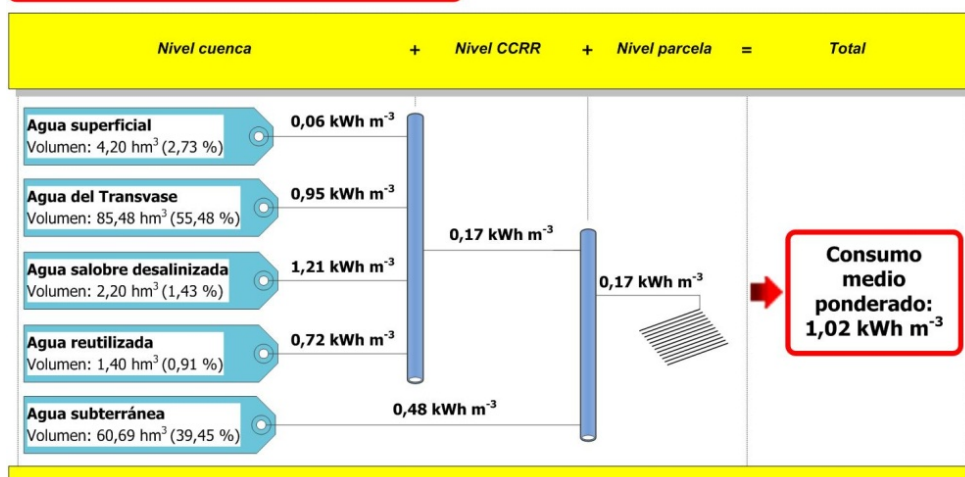 Nivel cuenca + Nivel CCRR + Nivel parcela = Total
Agua superficial
Volumen: 4,20 hm³ (2,73 %)
0,06 kWh m⁻³
Agua del Transvase
Volumen: 85,48 hm³ (55,48 %)
0,95 kWh m⁻³
Agua salobre desalinizada
Volumen: 2,20 hm³ (1,43 %)
1,21 kWh m⁻³
Agua reutilizada
Volumen: 1,40 hm³ (0,91 %)
0,72 kWh m⁻³
Agua subterránea
Volumen: 60,69 hm³ (39,45 %)
0,48 kWh m⁻³
0,17 kWh m⁻³
0,17 kWh m⁻³
Consumo
medio
ponderado:
1,02 kWh m⁻³